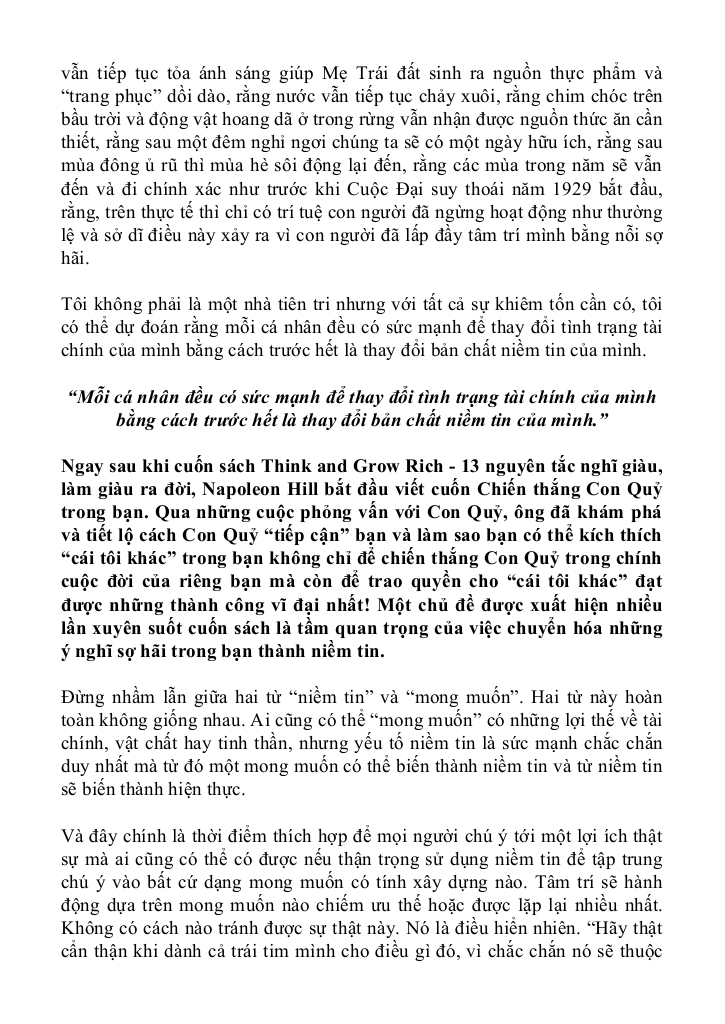 vẫn tiếp tục tỏa ánh sáng giúp Mẹ Trái đất sinh ra nguồn thực phẩm và
“trang phục” dồi dào, rằng nước vẫn tiếp tục chảy xuôi, rằng chim chóc trên
bầu trời và động vật hoang dã ở trong rừng vẫn nhận được nguồn thức ăn cần
thiết, rằng sau một đêm nghỉ ngơi chúng ta sẽ có một ngày hữu ích, rằng sau
mùa đông ủ rũ thì mùa hè sôi động lại đến, rằng các mùa trong năm sẽ vẫn
đến và đi chính xác như trước khi Cuộc Đại suy thoái năm 1929 bắt đầu,
rằng, trên thực tế thì chỉ có trí tuệ con người đã ngừng hoạt động như thường
lệ và sở dĩ điều này xảy ra vì con người đã lấp đầy tâm trí mình bằng nỗi sợ
hãi.
Tôi không phải là một nhà tiên tri nhưng với tất cả sự khiêm tốn cần có, tôi
có thể dự đoán rằng mỗi cá nhân đều có sức mạnh để thay đổi tình trạng tài
chính của mình bằng cách trước hết là thay đổi bản chất niềm tin của mình.
“Mỗi cá nhân đều có sức mạnh để thay đổi tình trạng tài chính của mình
bằng cách trước hết là thay đổi bản chất niềm tin của mình.”
Ngay sau khi cuốn sách Think and Grow Rich - 13 nguyên tắc nghĩ giàu,
làm giàu ra đời, Napoleon Hill bắt đầu viết cuốn Chiến thắng Con Quỷ
trong bạn. Qua những cuộc phỏng vấn với Con Quỷ, ông đã khám phá
và tiết lộ cách Con Quỷ “tiếp cận” bạn và làm sao bạn có thể kích thích
“cái tôi khác” trong bạn không chỉ để chiến thắng Con Quỷ trong chính
cuộc đời của riêng bạn mà còn để trao quyền cho “cái tôi khác” đạt
được những thành công vĩ đại nhất! Một chủ đề được xuất hiện nhiều
lần xuyên suốt cuốn sách là tầm quan trọng của việc chuyển hóa những
ý nghĩ sợ hãi trong bạn thành niềm tin.
Đừng nhầm lẫn giữa hai từ “niềm tin” và “mong muốn”. Hai từ này hoàn
toàn không giống nhau. Ai cũng có thể “mong muốn” có những lợi thế về tài
chính, vật chất hay tinh thần, nhưng yếu tố niềm tin là sức mạnh chắc chắn
duy nhất mà từ đó một mong muốn có thể biến thành niềm tin và từ niềm tin
sẽ biến thành hiện thực.
Và đây chính là thời điểm thích hợp để mọi người chú ý tới một lợi ích thật
sự mà ai cũng có thể có được nếu thận trọng sử dụng niềm tin để tập trung
chú ý vào bất cứ dạng mong muốn có tính xây dựng nào. Tâm trí sẽ hành
động dựa trên mong muốn nào chiếm ưu thế hoặc được lặp lại nhiều nhất.
Không có cách nào tránh được sự thật này. Nó là điều hiển nhiên. “Hãy thật
cẩn thận khi dành cả trái tim mình cho điều gì đó, vì chắc chắn nó sẽ thuộc